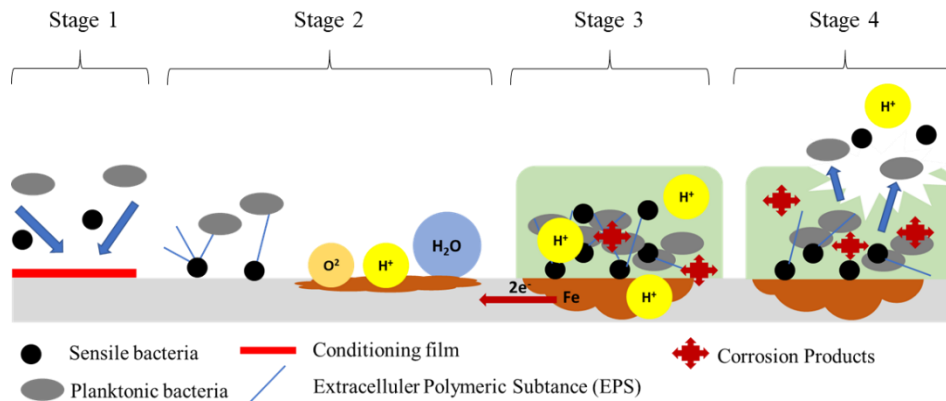 Stage 1 Stage 2 Stage 3 Stage 4
H⁺
H₂O
H⁺
O² H⁺
H⁺
2e⁻
Fe
H⁺
Sensile bacteria Conditioning film Corrosion Products
Planktonic bacteria Extracelluler Polymeric Subtance (EPS)